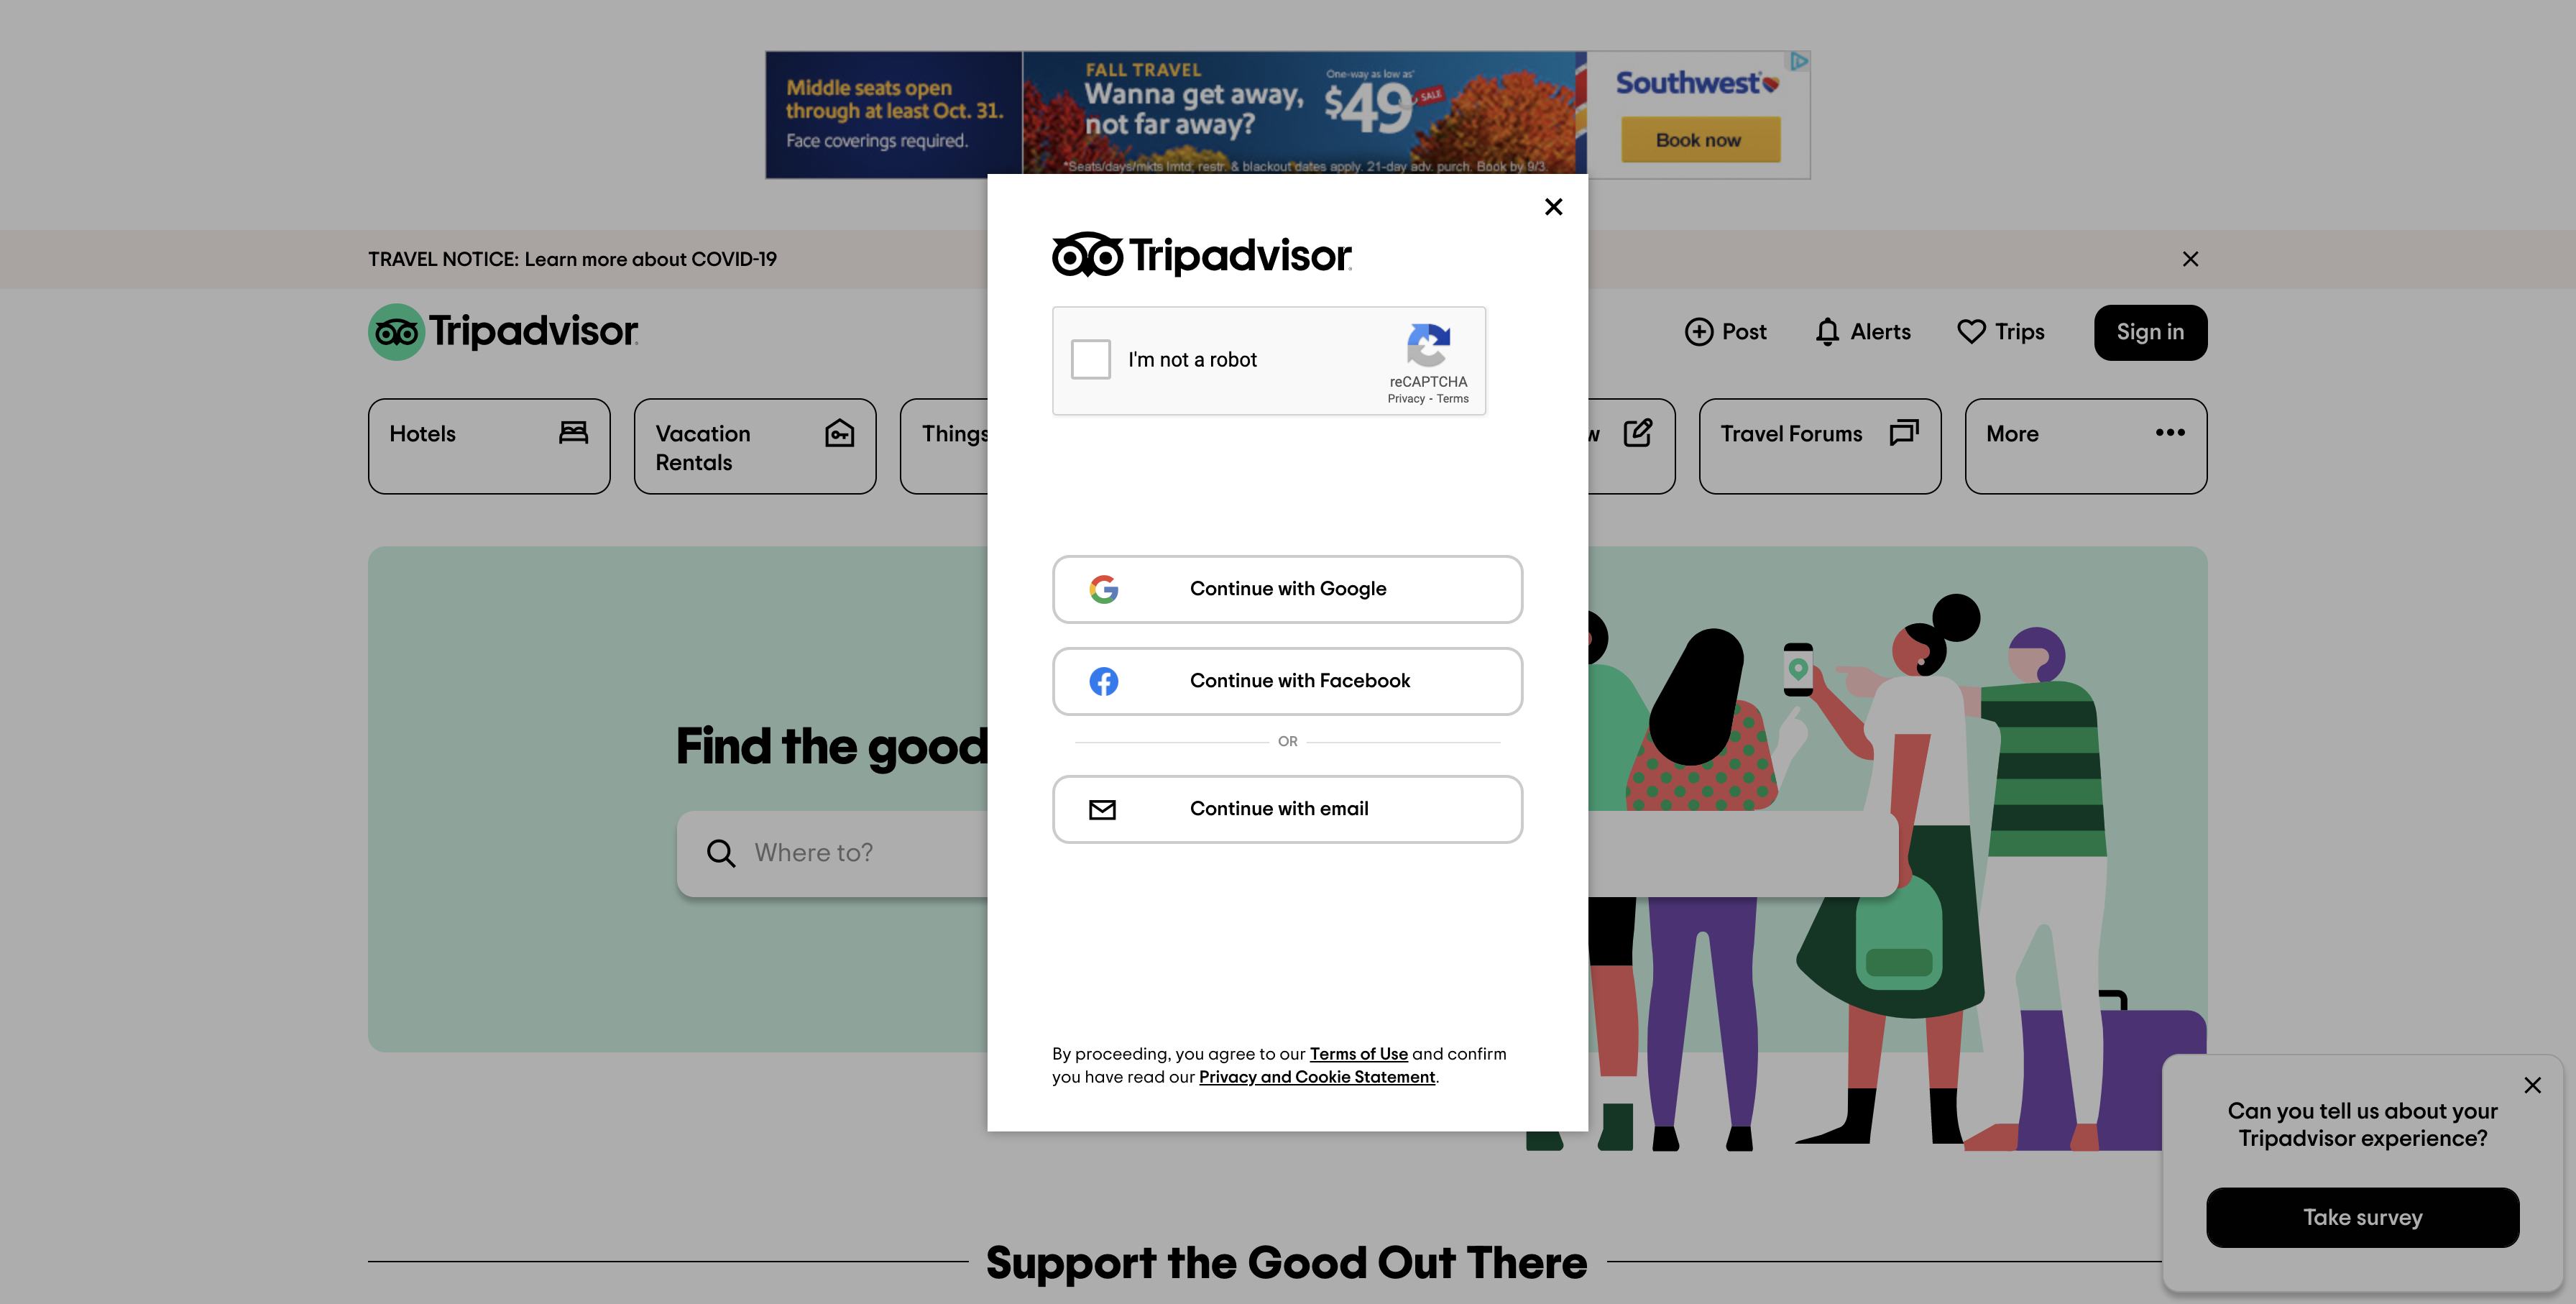 Middle seats open
through at least Oct. 31.
Face coverings required.
FALL TRAVEL
Wanna get away,
not far away?
One-way as low as*
$49
SALE
*Seats/days/mkts lmtd, restr. & blackout dates apply. 21-day adv. purch. Book by 9/3.
Southwest
Book now
TRAVEL NOTICE: Learn more about COVID-19
Tripadvisor
Post
Alerts
Trips
Sign in
Hotels
Vacation
Rentals
Things
w
Travel Forums
More
Tripadvisor
I'm not a robot
reCAPTCHA
Privacy - Terms
Continue with Google
Continue with Facebook
OR
Continue with email
By proceeding, you agree to our Terms of Use and confirm
you have read our Privacy and Cookie Statement.
Find the good
Where to?
Can you tell us about your
Tripadvisor experience?
Take survey
Support the Good Out There